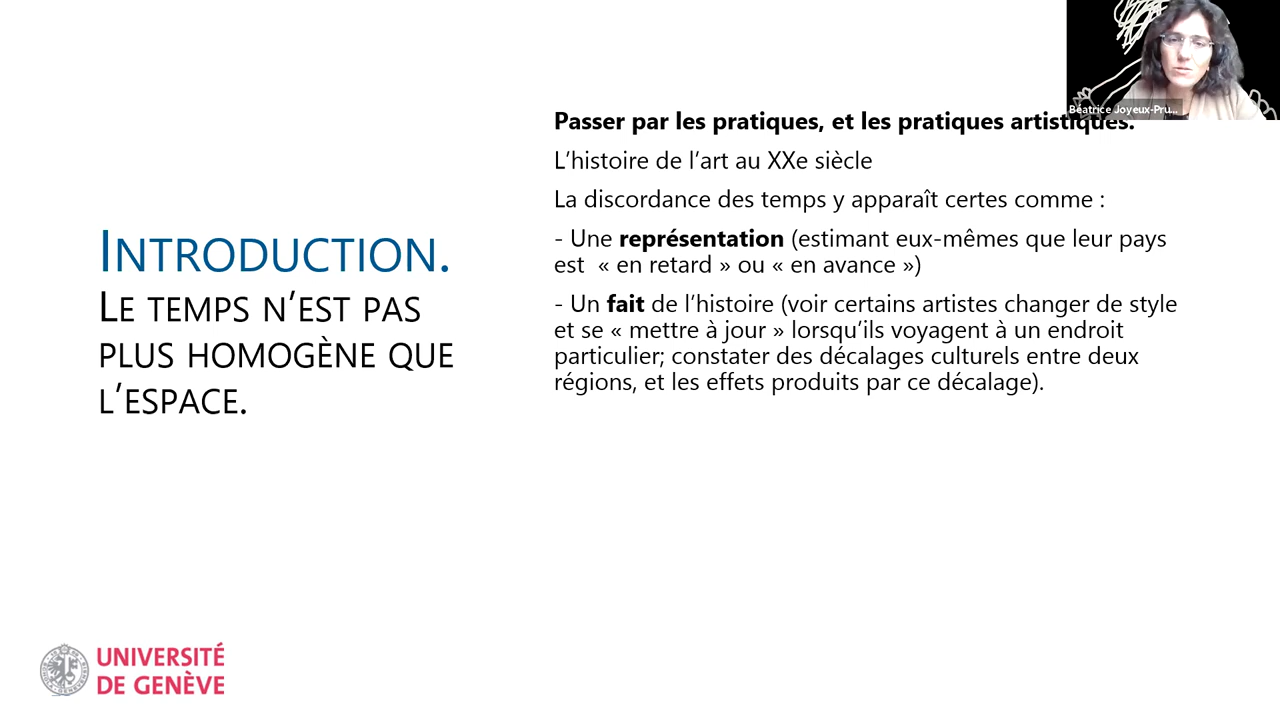 Béatrice Joyeux-Pru...
Passer par les pratiques, et les pratiques artistiques.
L’histoire de l’art au XXe siècle
La discordance des temps y apparaît certes comme :
- Une représentation (estimant eux-mêmes que leur pays
est « en retard » ou « en avance »)
- Un fait de l’histoire (voir certains artistes changer de style
et se « mettre à jour » lorsqu’ils voyagent à un endroit
particulier; constater des décalages culturels entre deux
régions, et les effets produits par ce décalage).
INTRODUCTION.
LE TEMPS N’EST PAS
PLUS HOMOGÈNE QUE
L’ESPACE.
UNIVERSITÉ
DE GENÈVE